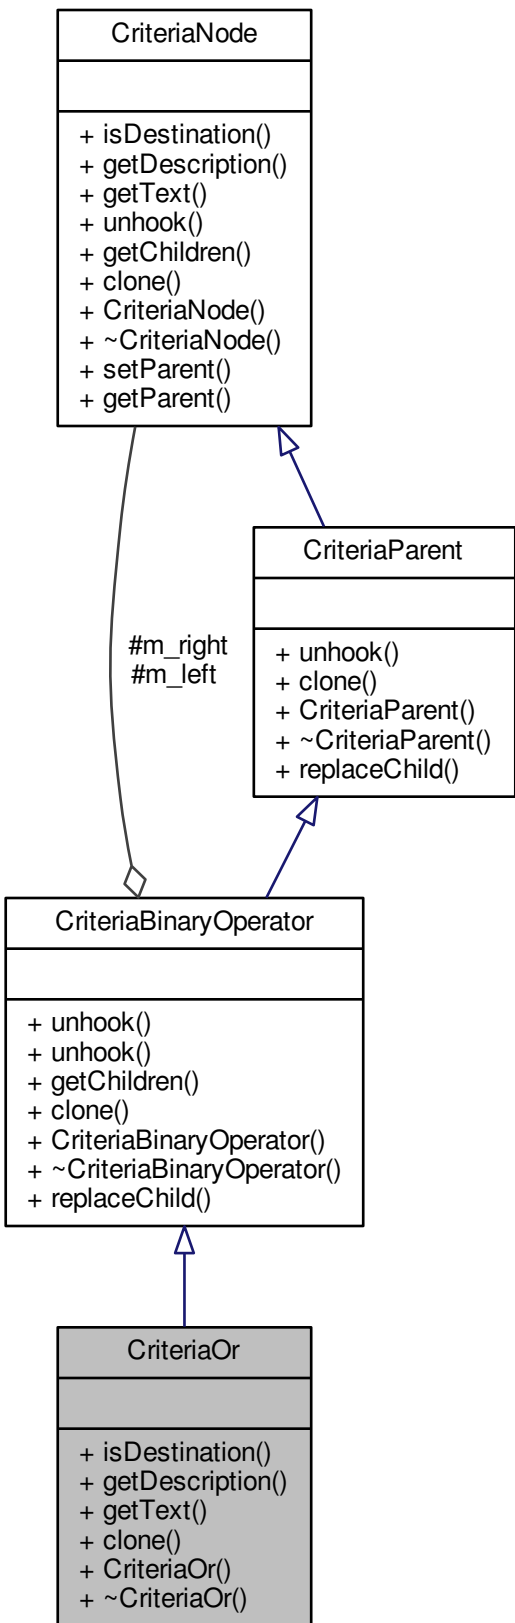 CriteriaNode
+ isDestination()
+ getDescription()
+ getText()
+ unhook()
+ getChildren()
+ clone()
+ CriteriaNode()
+ ~CriteriaNode()
+ setParent()
+ getParent()
CriteriaParent
+ unhook()
+ clone()
+ CriteriaParent()
+ ~CriteriaParent()
+ replaceChild()
#m_right
#m_left
CriteriaBinaryOperator
+ unhook()
+ unhook()
+ getChildren()
+ clone()
+ CriteriaBinaryOperator()
+ ~CriteriaBinaryOperator()
+ replaceChild()
CriteriaOr
+ isDestination()
+ getDescription()
+ getText()
+ clone()
+ CriteriaOr()
+ ~CriteriaOr()